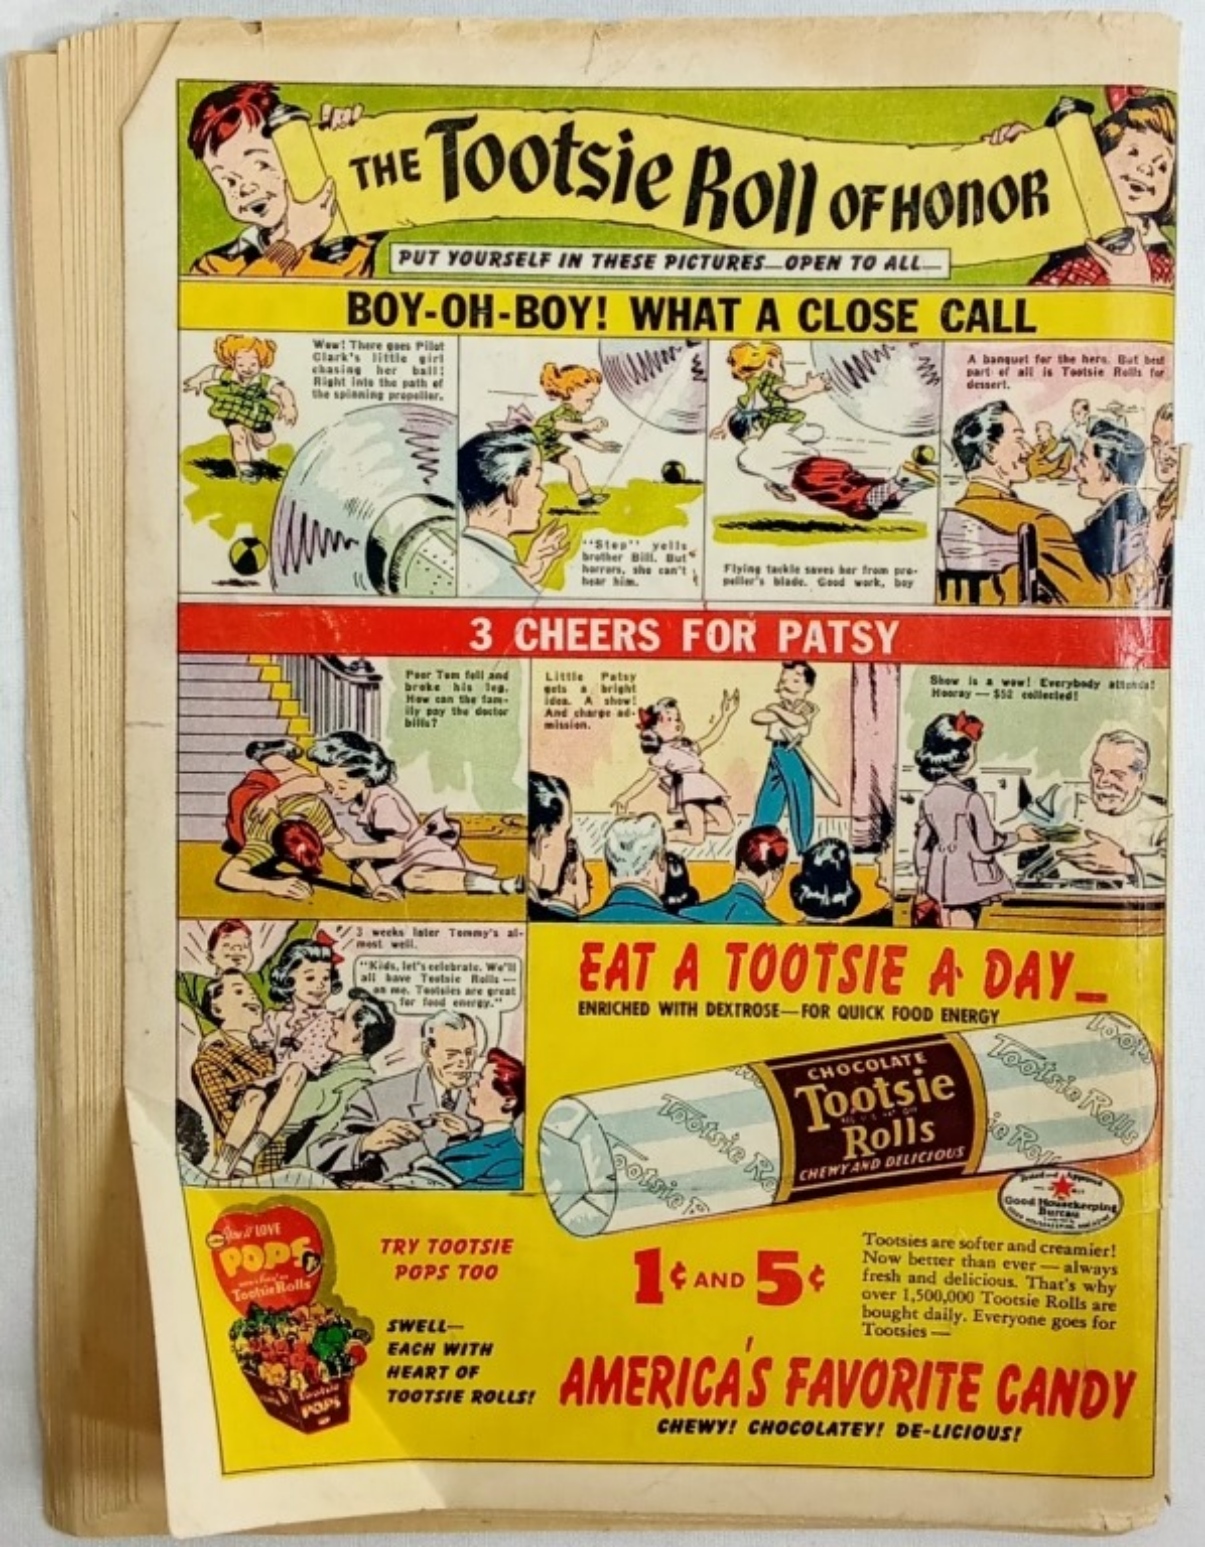 THE Tootsie Roll OF HONOR
PUT YOURSELF IN THESE PICTURES—OPEN TO ALL—
BOY-OH-BOY! WHAT A CLOSE CALL
Wow! There goes Pilot
Clark's little girl
chasing her ball!
Right into the path of
the spinning propeller.
"Stop" yells
brother Bill. But
horrors, she can't
hear him.
Flying tackle saves her from pro-
peller's blade. Good work, boy
A banquet for the hero. But best
part of all is Tootsie Rolls for
dessert.
3 CHEERS FOR PATSY
Poor Tom fell and
broke his leg.
How can the fam-
ily pay the doctor
bills?
Little Patsy
gets a bright
idea. A show!
And charge ad-
mission.
Show is a wow! Everybody attends!
Hooray — $52 collected!
3 weeks later Tommy's al-
most well.
"Kids, let's celebrate. We'll
all have Tootsie Rolls —
on me. Tootsies are great
for food energy."
EAT A TOOTSIE A DAY—
ENRICHED WITH DEXTROSE—FOR QUICK FOOD ENERGY
CHOCOLATE
Tootsie
Rolls
CHEWY AND DELICIOUS
Tootsie Rolls
Good Housekeeping
Bureau
You'll LOVE
POPS
Tootsie Rolls
Tootsie
POPS
TRY TOOTSIE
POPS TOO
SWELL—
EACH WITH
HEART OF
TOOTSIE ROLLS!
1¢ AND 5¢
Tootsies are softer and creamier!
Now better than ever — always
fresh and delicious. That's why
over 1,500,000 Tootsie Rolls are
bought daily. Everyone goes for
Tootsies —
AMERICA'S FAVORITE CANDY
CHEWY! CHOCOLATEY! DE-LICIOUS!